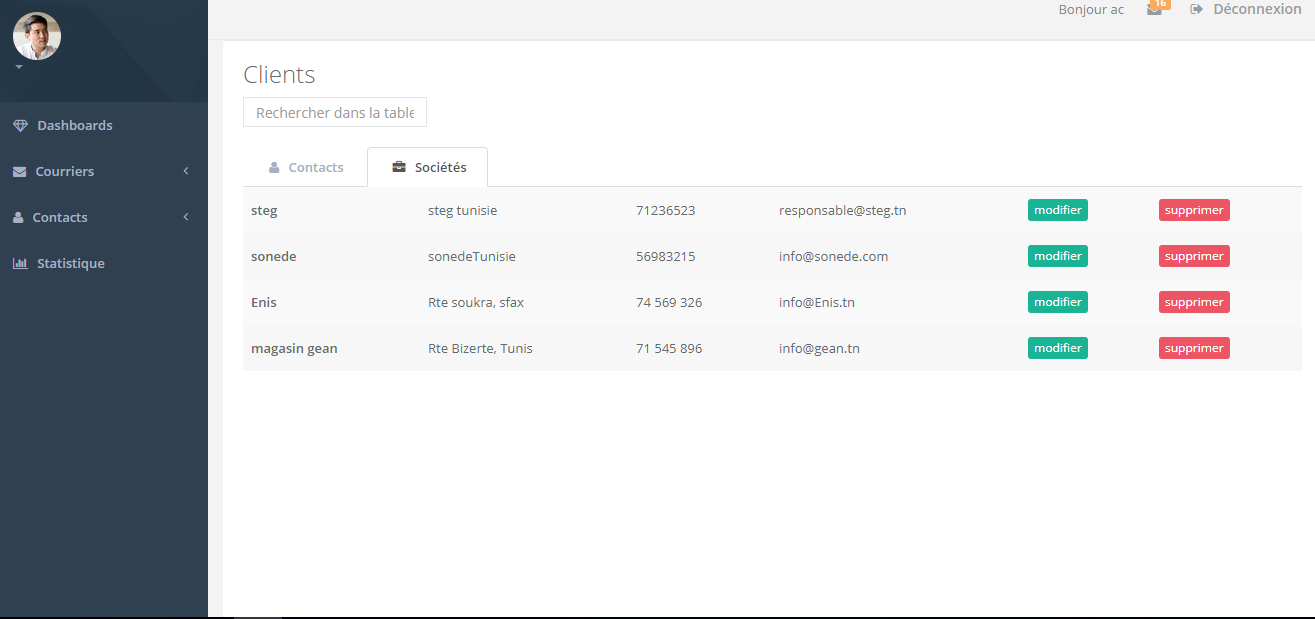 Bonjour ac 16 Déconnexion
Dashboards
Courriers
Contacts
Statistique
Clients
Rechercher dans la table
Contacts Sociétés
steg steg tunisie 71236523 responsable@steg.tn modifier supprimer
sonede sonedeTunisie 56983215 info@sonede.com modifier supprimer
Enis Rte soukra, sfax 74 569 326 info@Enis.tn modifier supprimer
magasin gean Rte Bizerte, Tunis 71 545 896 info@gean.tn modifier supprimer